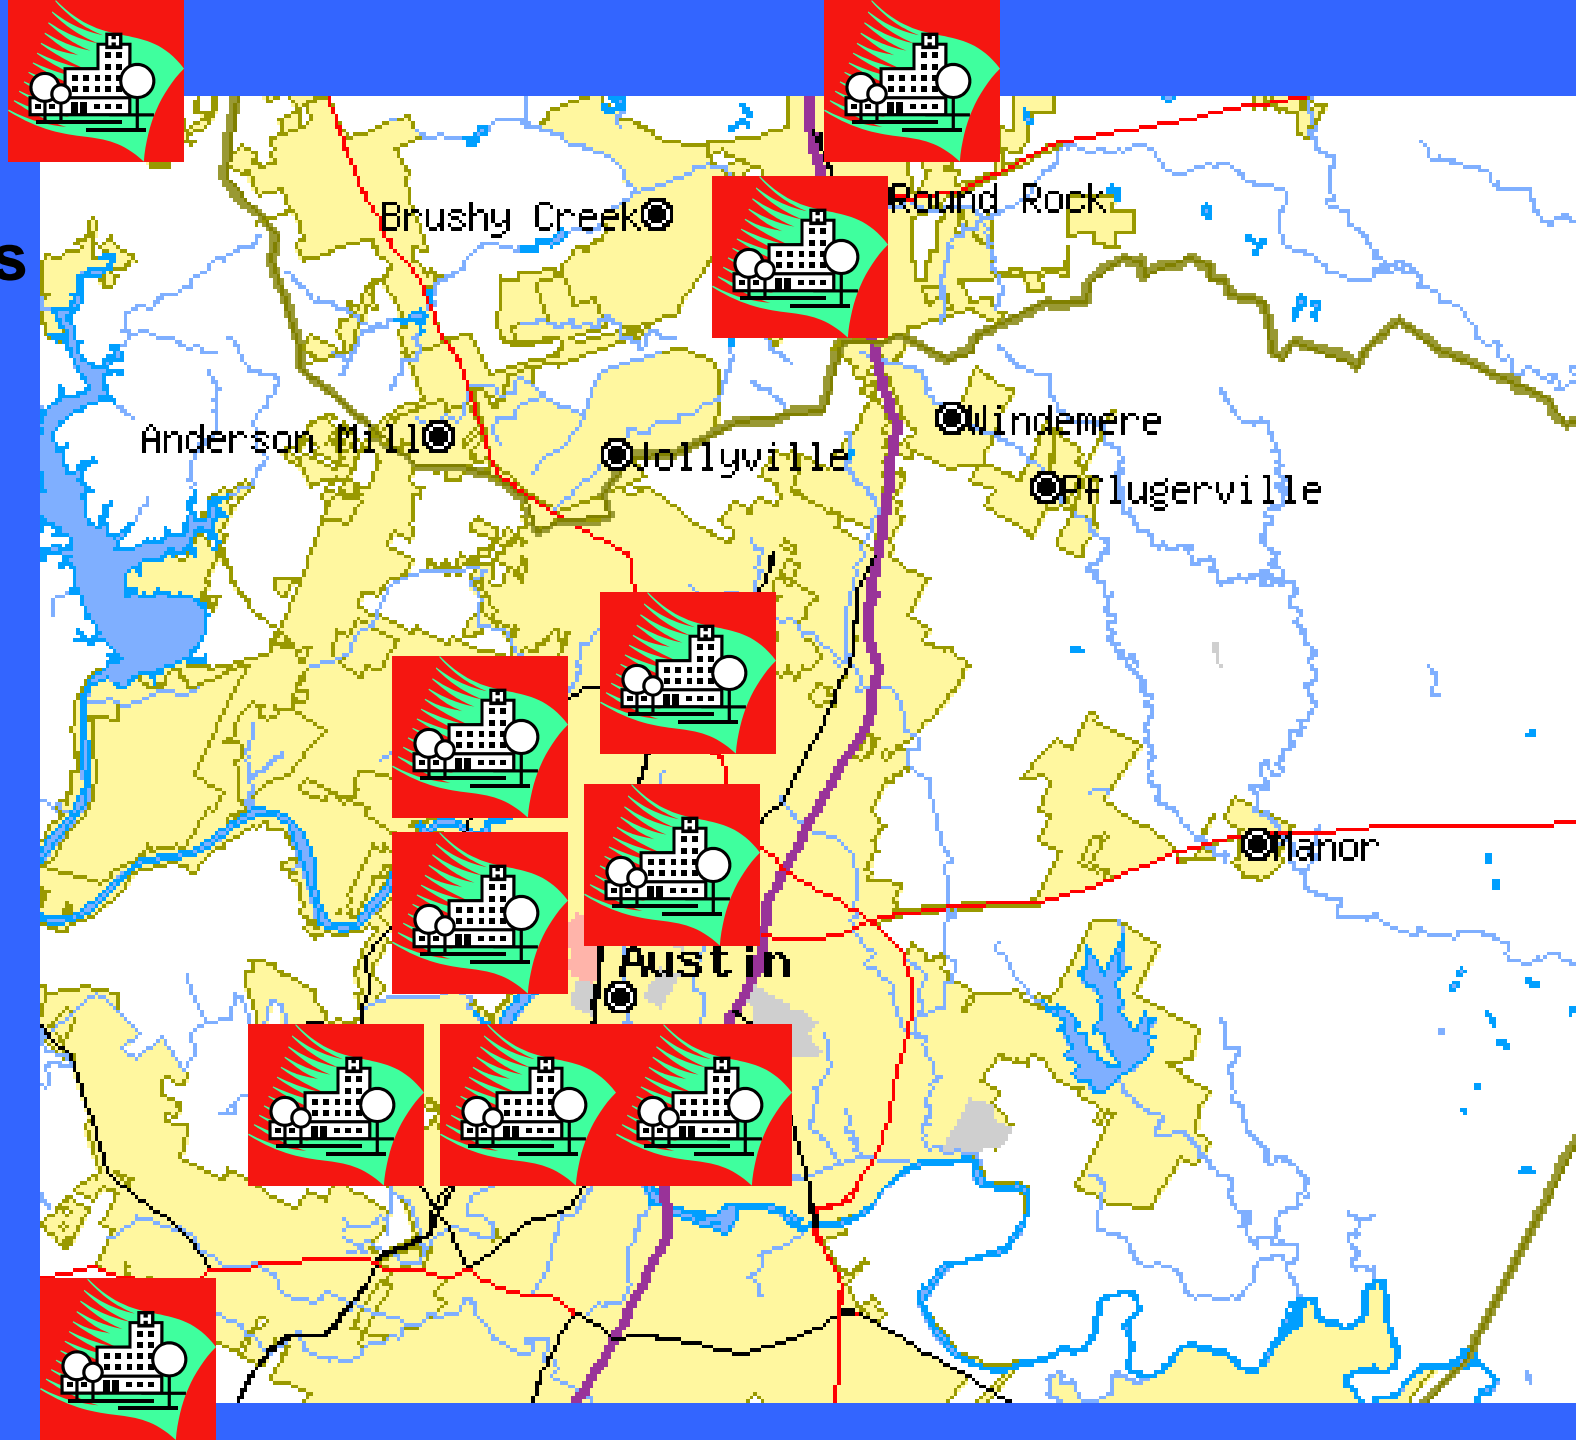 Round Rock
Brushy Creek
s
Windemere
Anderson Mill
Jollyville
Pflugerville
Manor
Austin